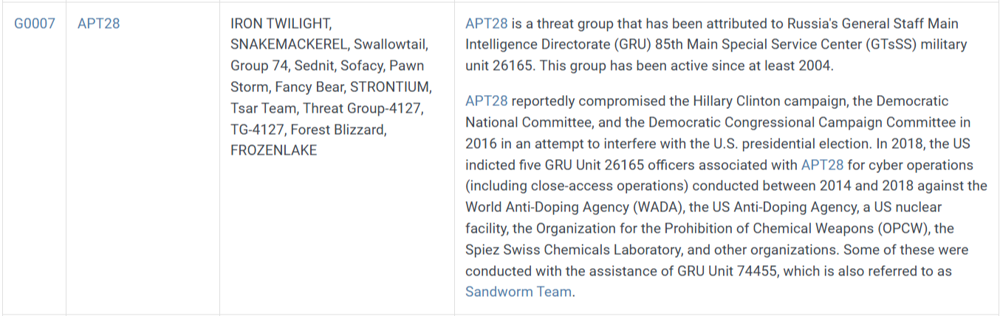 G0007
APT28
IRON TWILIGHT,
SNAKEMACKEREL, Swallowtail,
Group 74, Sednit, Sofacy, Pawn
Storm, Fancy Bear, STRONTIUM,
Tsar Team, Threat Group-4127,
TG-4127, Forest Blizzard,
FROZENLAKE
APT28 is a threat group that has been attributed to Russia's General Staff Main
Intelligence Directorate (GRU) 85th Main Special Service Center (GTsSS) military
unit 26165. This group has been active since at least 2004.
APT28 reportedly compromised the Hillary Clinton campaign, the Democratic
National Committee, and the Democratic Congressional Campaign Committee in
2016 in an attempt to interfere with the U.S. presidential election. In 2018, the US
indicted five GRU Unit 26165 officers associated with APT28 for cyber operations
(including close-access operations) conducted between 2014 and 2018 against the
World Anti-Doping Agency (WADA), the US Anti-Doping Agency, a US nuclear
facility, the Organization for the Prohibition of Chemical Weapons (OPCW), the
Spiez Swiss Chemicals Laboratory, and other organizations. Some of these were
conducted with the assistance of GRU Unit 74455, which is also referred to as
Sandworm Team.